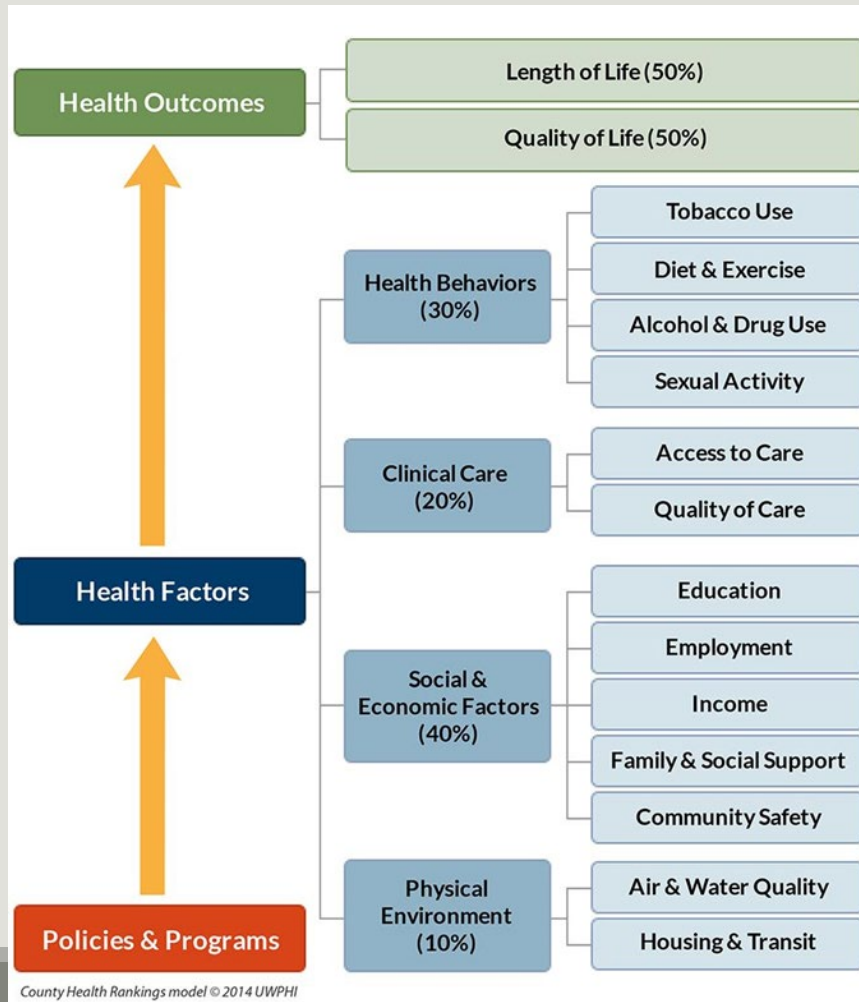 Health Outcomes
Length of Life (50%)
Quality of Life (50%)
Health Factors
Health Behaviors
(30%)
Tobacco Use
Diet & Exercise
Alcohol & Drug Use
Sexual Activity
Clinical Care
(20%)
Access to Care
Quality of Care
Social &
Economic Factors
(40%)
Education
Employment
Income
Family & Social Support
Community Safety
Physical
Environment
(10%)
Air & Water Quality
Housing & Transit
Policies & Programs
County Health Rankings model © 2014 UWPHI